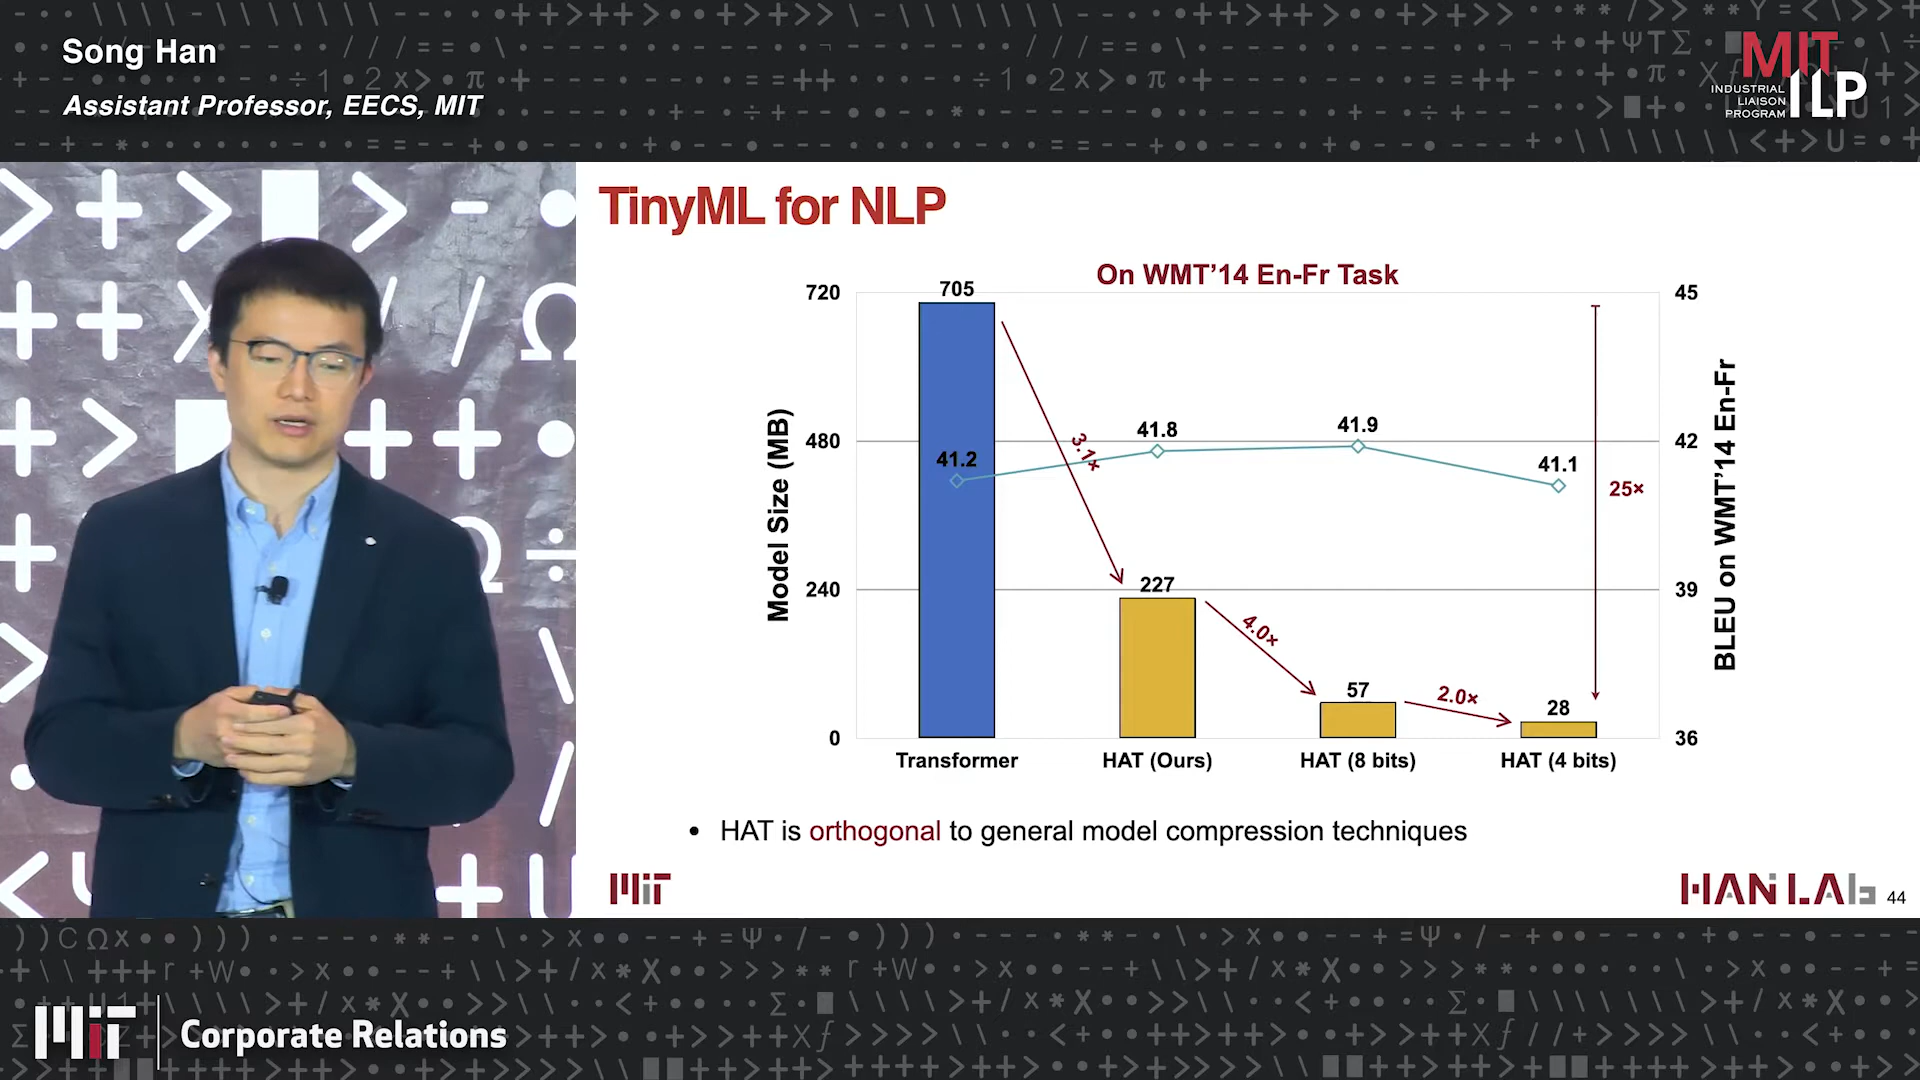 Song Han
Assistant Professor, EECS, MIT
MIT
INDUSTRIAL
LIAISON
PROGRAM
ILP
TinyML for NLP
On WMT'14 En-Fr Task
Model Size (MB)
720
480
240
0
705
227
57
28
41.2
41.8
41.9
41.1
3.1×
4.0×
2.0×
25×
45
42
39
36
BLEU on WMT'14 En-Fr
Transformer
HAT (Ours)
HAT (8 bits)
HAT (4 bits)
• HAT is orthogonal to general model compression techniques
MIT
HAN LAb
44
MIT
Corporate Relations